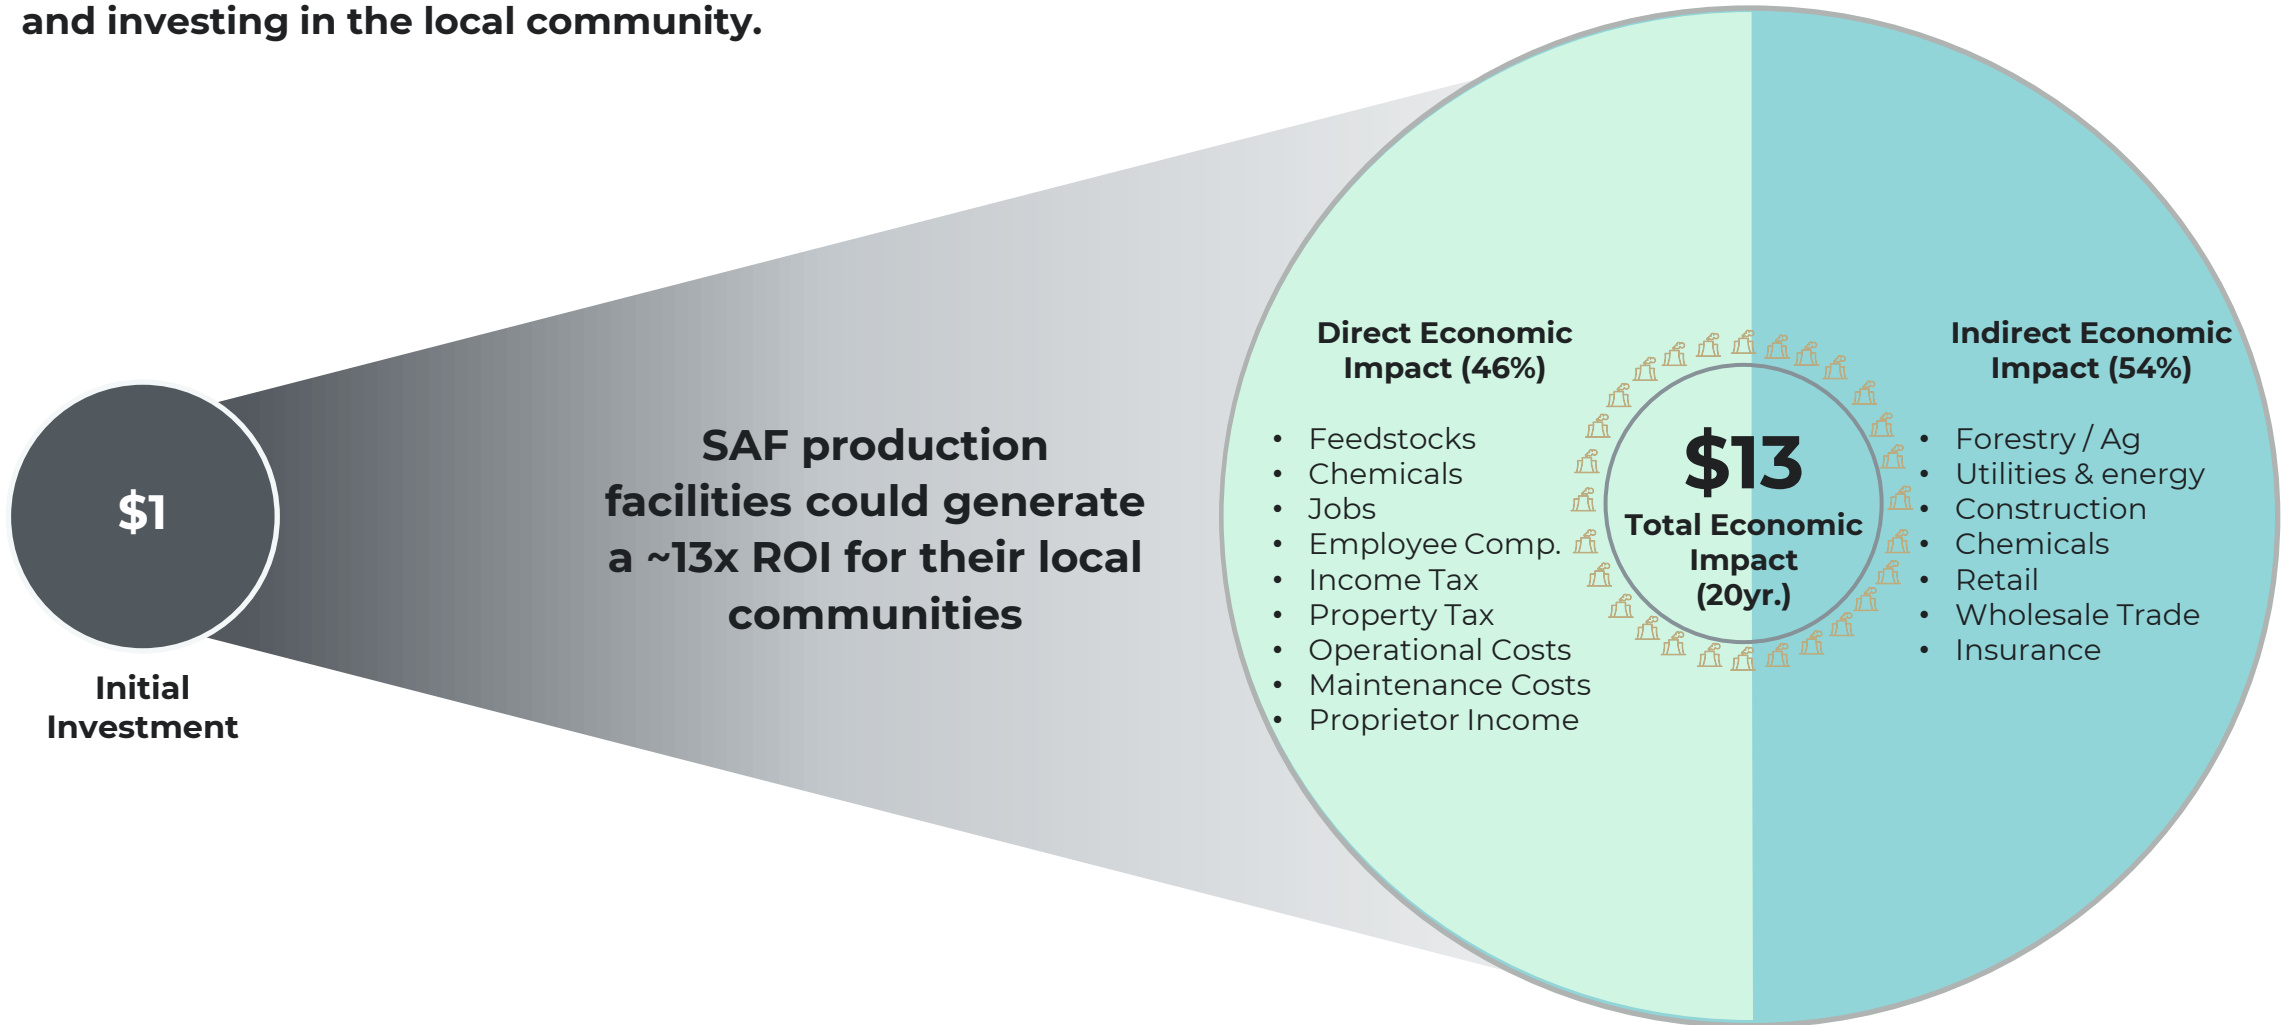 and investing in the local community.
$1
Initial
Investment
SAF production
facilities could generate
a ~13x ROI for their local
communities
Direct Economic
Impact (46%)
• Feedstocks
• Chemicals
• Jobs
• Employee Comp.
• Income Tax
• Property Tax
• Operational Costs
• Maintenance Costs
• Proprietor Income
$13
Total Economic
Impact
(20yr.)
Indirect Economic
Impact (54%)
• Forestry / Ag
• Utilities & energy
• Construction
• Chemicals
• Retail
• Wholesale Trade
• Insurance